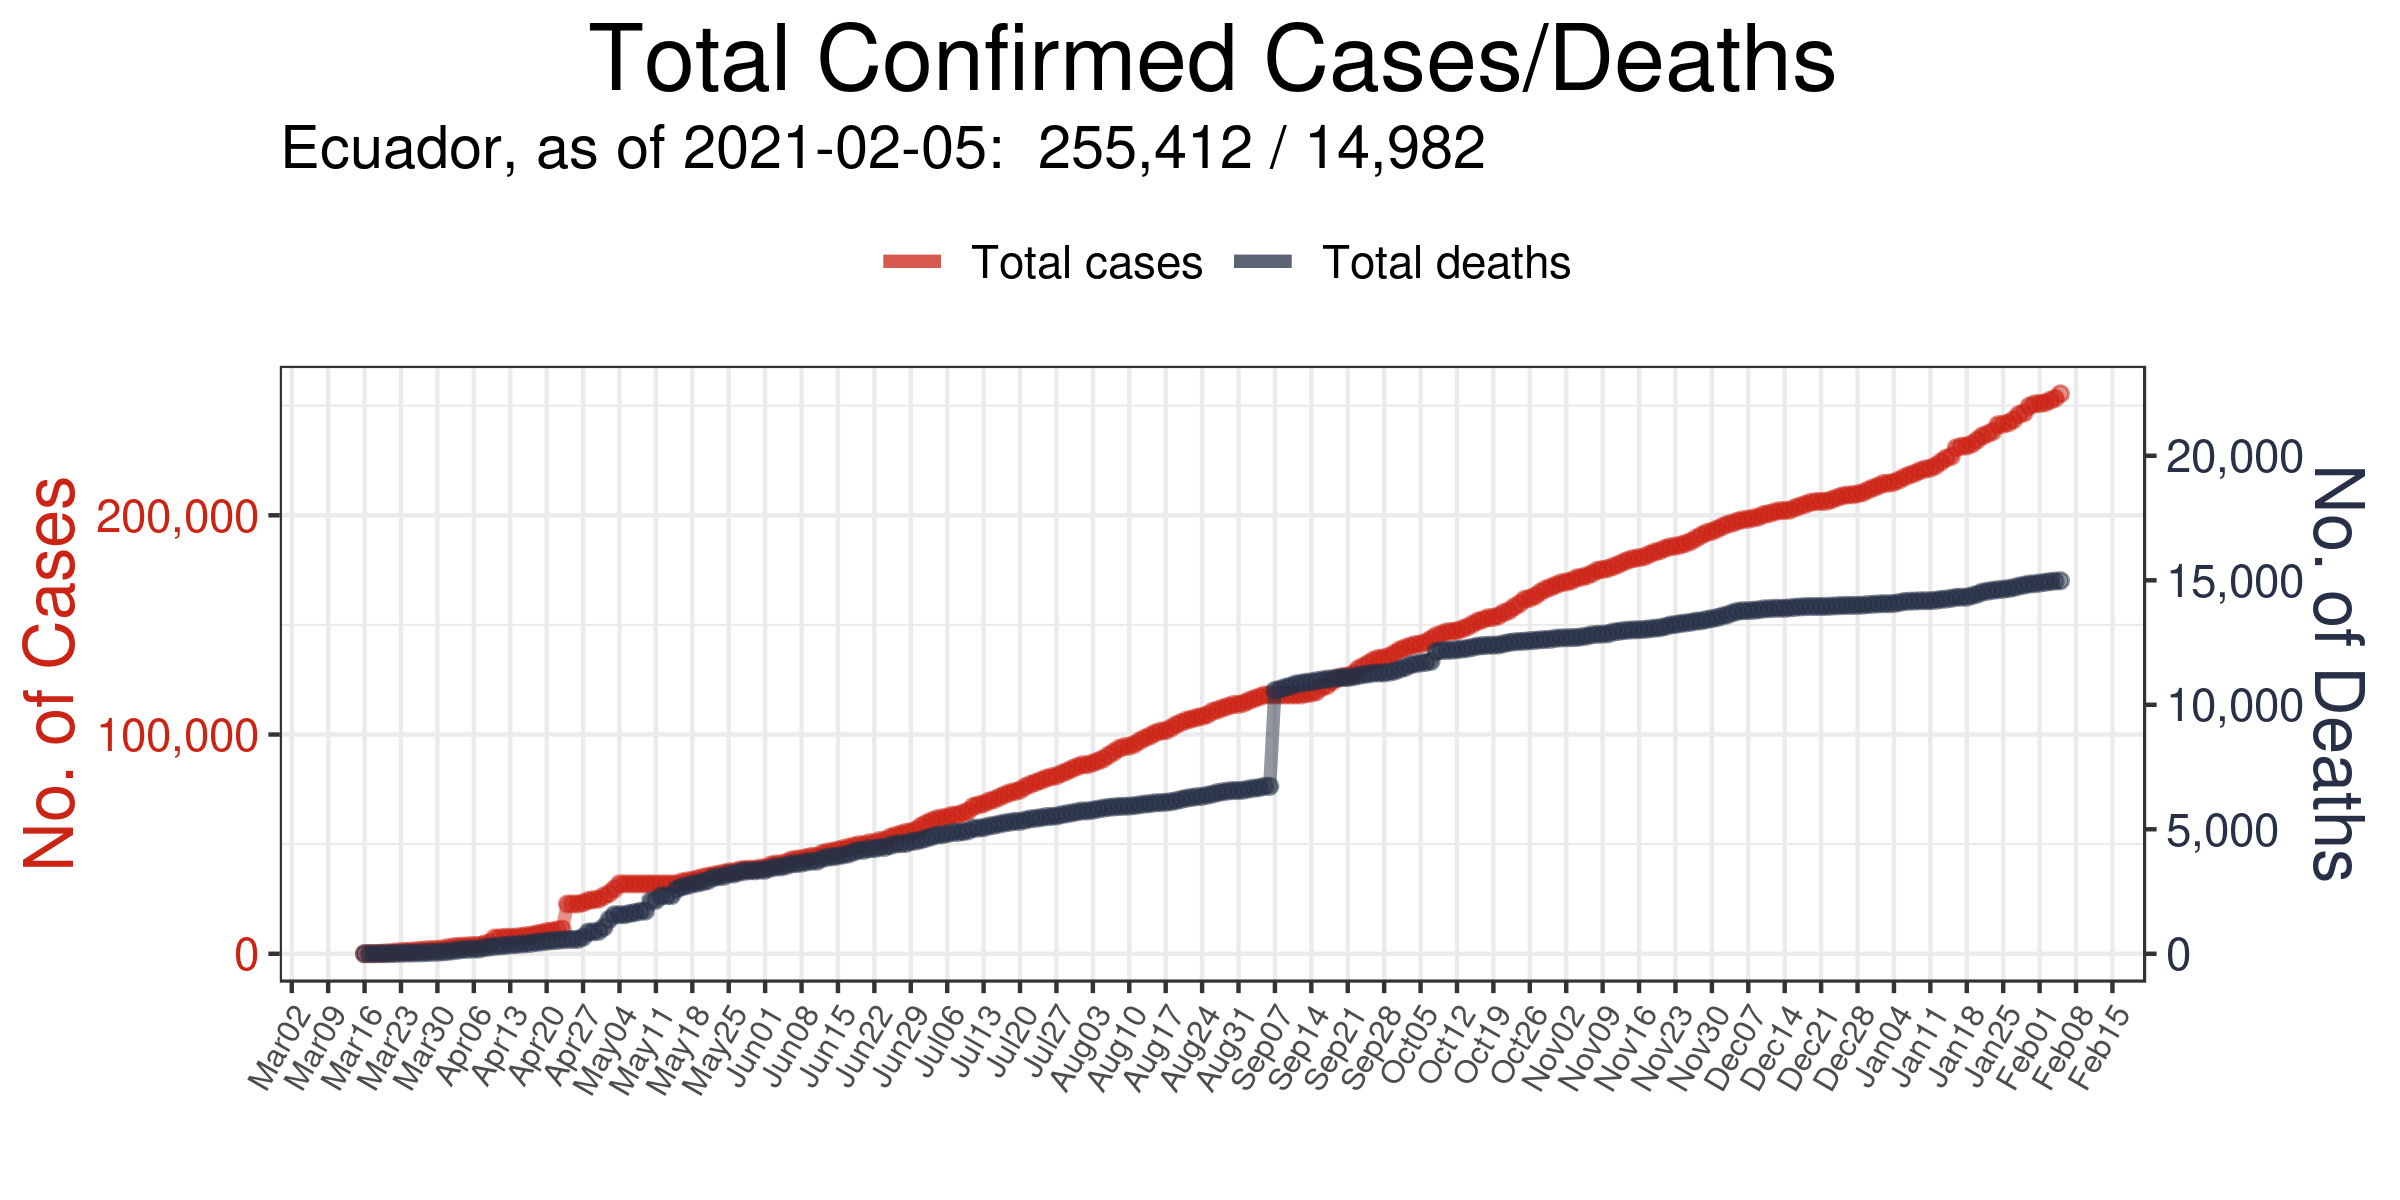 Total Confirmed Cases/Deaths
Ecuador, as of 2021-02-05:  255,412 / 14,982
Total cases
Total deaths
No. of Cases
200,000
100,000
0
20,000
15,000
10,000
5,000
0
No. of Deaths
Mar02
Mar09
Mar16
Mar23
Mar30
Apr06
Apr13
Apr20
Apr27
May04
May11
May18
May25
Jun01
Jun08
Jun15
Jun22
Jun29
Jul06
Jul13
Jul20
Jul27
Aug03
Aug10
Aug17
Aug24
Aug31
Sep07
Sep14
Sep21
Sep28
Oct05
Oct12
Oct19
Oct26
Nov02
Nov09
Nov16
Nov23
Nov30
Dec07
Dec14
Dec21
Dec28
Jan04
Jan11
Jan18
Jan25
Feb01
Feb08
Feb15